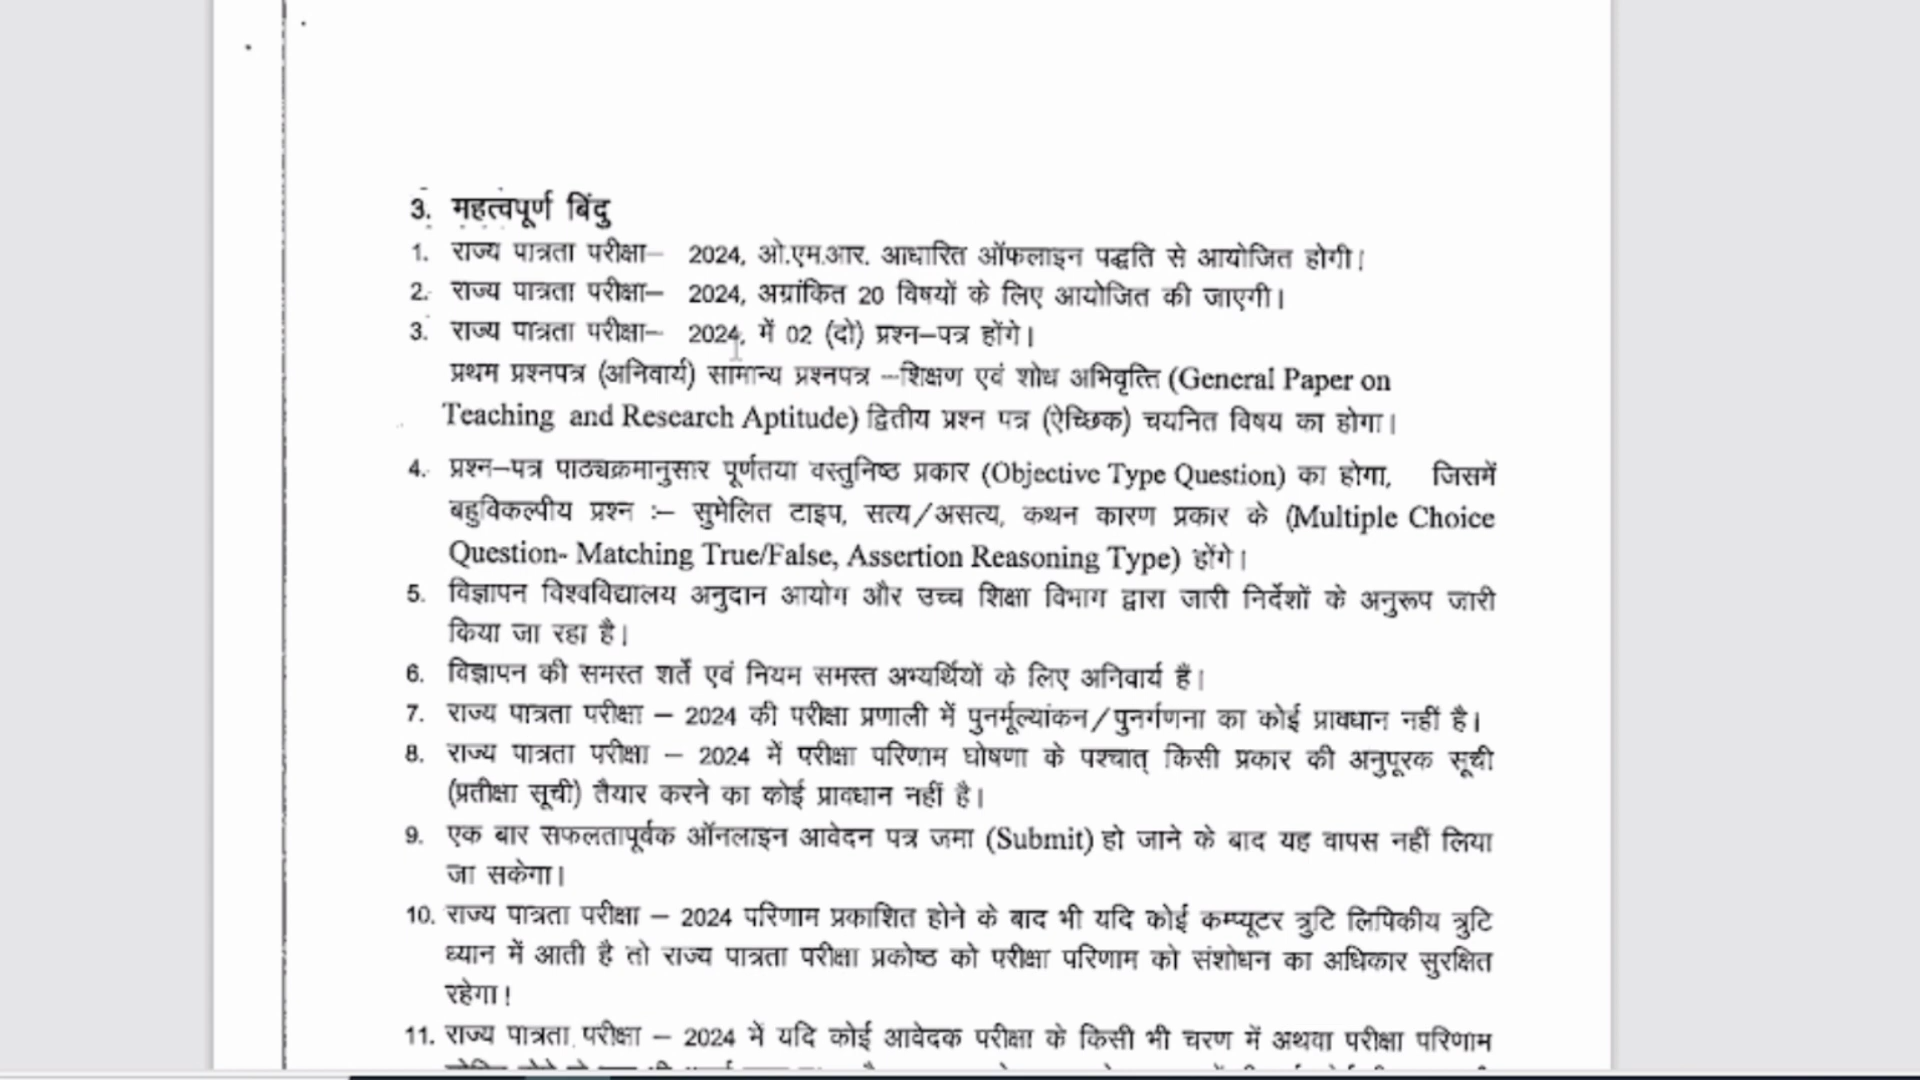 3. महत्वपूर्ण बिंदु
1. राज्य पात्रता परीक्षा– 2024, ओ.एम.आर. आधारित ऑफलाइन पद्धति से आयोजित होगी।
2. राज्य पात्रता परीक्षा– 2024, अग्रांकित 20 विषयों के लिए आयोजित की जाएगी।
3. राज्य पात्रता परीक्षा– 2024, में 02 (दो) प्रश्न–पत्र होंगे।
प्रथम प्रश्नपत्र (अनिवार्य) सामान्य प्रश्नपत्र –शिक्षण एवं शोध अभिवृत्ति (General Paper on
Teaching and Research Aptitude) द्वितीय प्रश्न पत्र (ऐच्छिक) चयनित विषय का होगा।
4. प्रश्न–पत्र पाठ्यक्रमानुसार पूर्णतया वस्तुनिष्ठ प्रकार (Objective Type Question) का होगा, जिसमें
बहुविकल्पीय प्रश्न :– सुमेलित टाइप, सत्य/असत्य, कथन कारण प्रकार के (Multiple Choice
Question- Matching True/False, Assertion Reasoning Type) होंगे।
5. विज्ञापन विश्वविद्यालय अनुदान आयोग और उच्च शिक्षा विभाग द्वारा जारी निर्देशों के अनुरूप जारी
किया जा रहा है।
6. विज्ञापन की समस्त शर्ते एवं नियम समस्त अभ्यर्थियों के लिए अनिवार्य हैं।
7. राज्य पात्रता परीक्षा – 2024 की परीक्षा प्रणाली में पुनर्मूल्यांकन/पुनर्गणना का कोई प्रावधान नहीं है।
8. राज्य पात्रता परीक्षा – 2024 में परीक्षा परिणाम घोषणा के पश्चात् किसी प्रकार की अनुपूरक सूची
(प्रतीक्षा सूची) तैयार करने का कोई प्रावधान नहीं है।
9. एक बार सफलतापूर्वक ऑनलाइन आवेदन पत्र जमा (Submit) हो जाने के बाद यह वापस नहीं लिया
जा सकेगा।
10. राज्य पात्रता परीक्षा – 2024 परिणाम प्रकाशित होने के बाद भी यदि कोई कम्प्यूटर त्रुटि लिपिकीय त्रुटि
ध्यान में आती है तो राज्य पात्रता परीक्षा प्रकोष्ठ को परीक्षा परिणाम को संशोधन का अधिकार सुरक्षित
रहेगा।
11. राज्य पात्रता परीक्षा – 2024 में यदि कोई आवेदक परीक्षा के किसी भी चरण में अथवा परीक्षा परिणाम